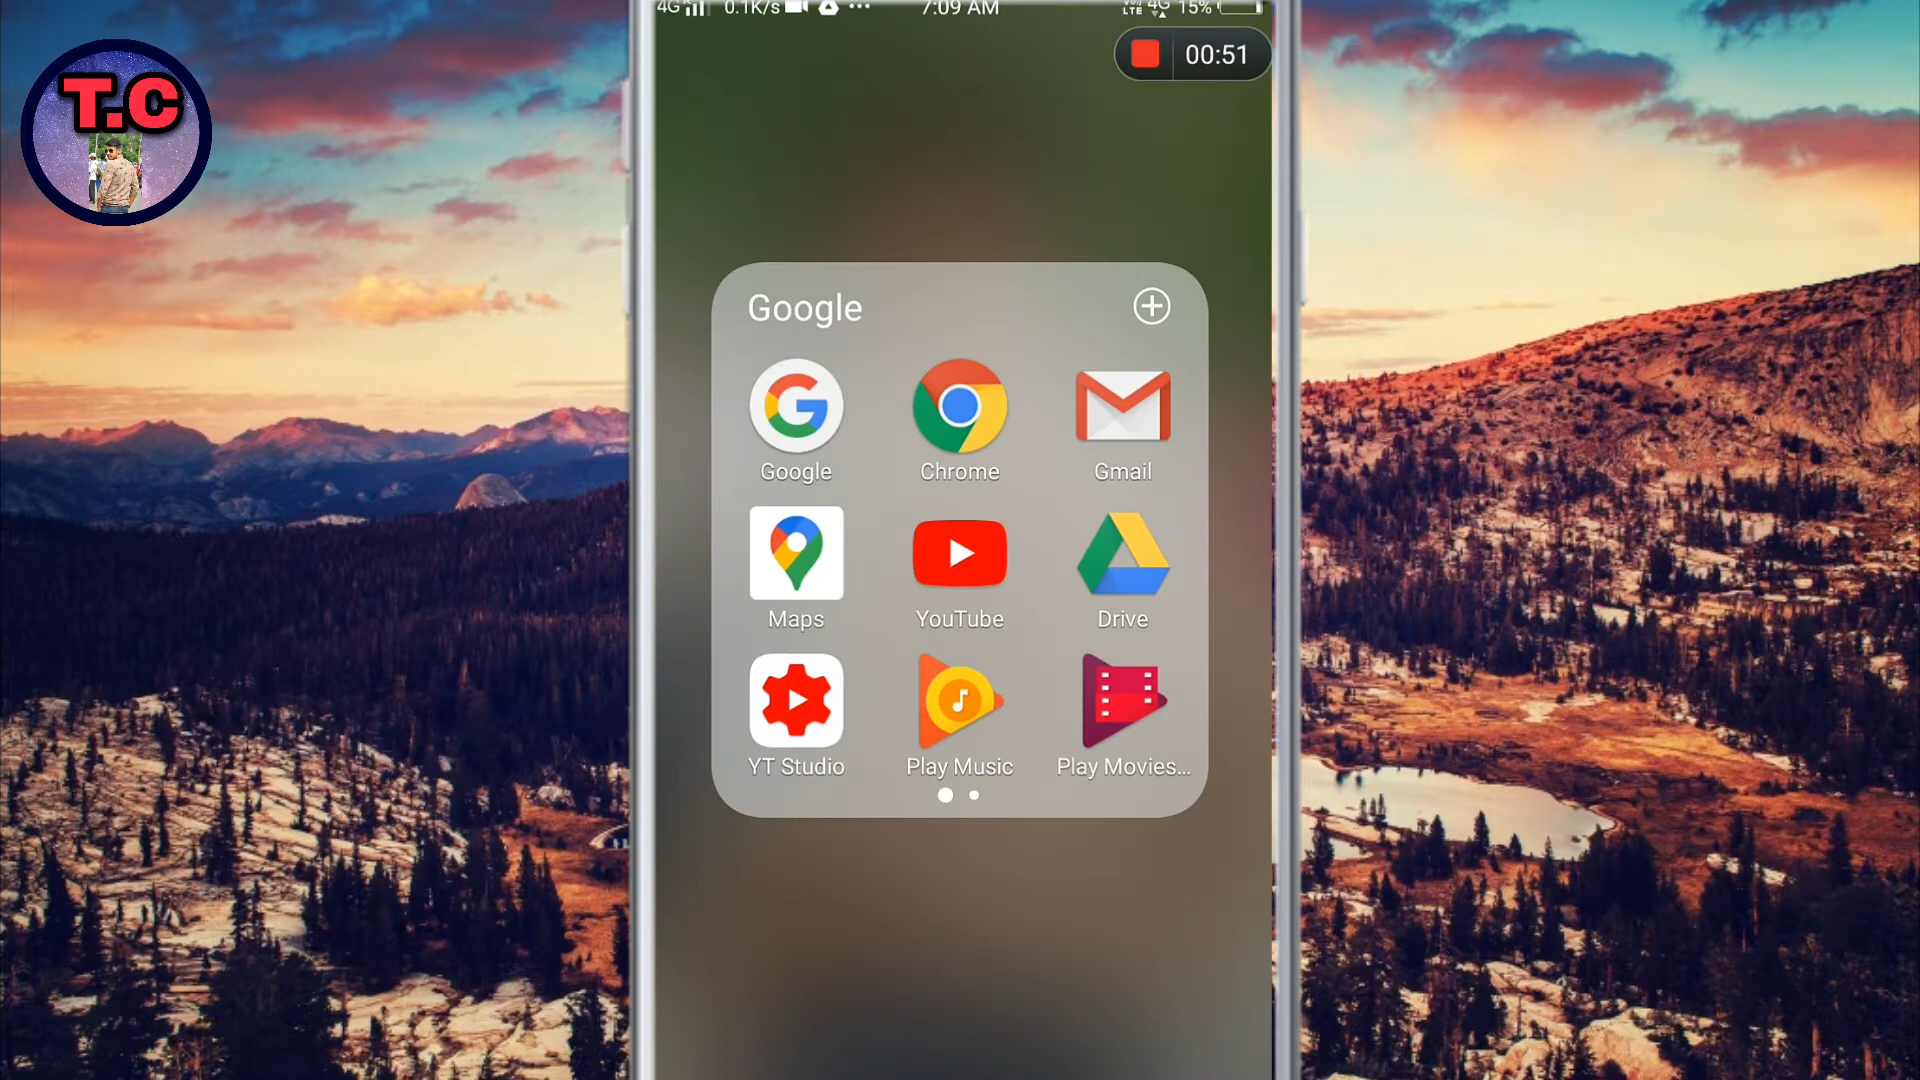 4G 0.1K/s ••• 7:09 AM VoLTE 4G 15%
T.C
00:51
Google
Google Chrome Gmail
Maps YouTube Drive
YT Studio Play Music Play Movies...